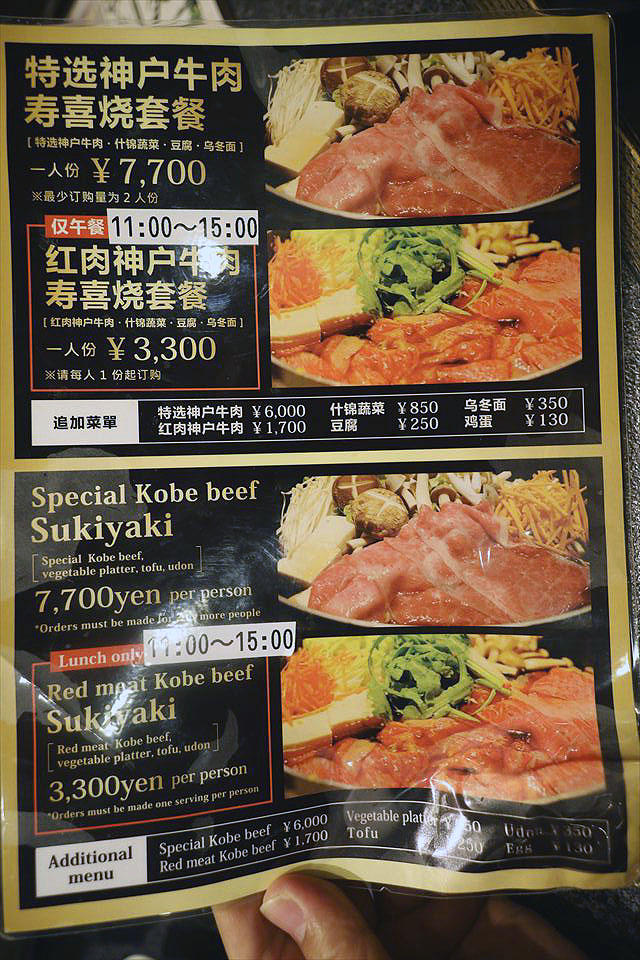 特选神户牛肉
寿喜烧套餐
[ 特选神户牛肉 · 什锦蔬菜 · 豆腐 · 乌冬面 ]
一人份 ￥7,700
※最少订购量为 2 人份
仅午餐 11:00〜15:00
红肉神户牛肉
寿喜烧套餐
[ 红肉神户牛肉 · 什锦蔬菜 · 豆腐 · 乌冬面 ]
一人份 ￥3,300
※请每人 1 份起订购
追加菜單
特选神户牛肉 ￥6,000 什锦蔬菜 ￥850 乌冬面 ￥350
红肉神户牛肉 ￥1,700 豆腐 ￥250 鸡蛋 ￥130
Special Kobe beef
Sukiyaki
[ Special Kobe beef,
vegetable platter, tofu, udon ]
7,700yen per person
*Orders must be made for 2 or more people
Lunch only 11:00〜15:00
Red meat Kobe beef
Sukiyaki
[ Red meat Kobe beef,
vegetable platter, tofu, udon ]
3,300yen per person
*Orders must be made one serving per person
Additional
menu
Special Kobe beef ￥6,000 Vegetable Udon ￥350
Red meat Kobe beef ￥1,700 Tofu 250 Egg ￥130